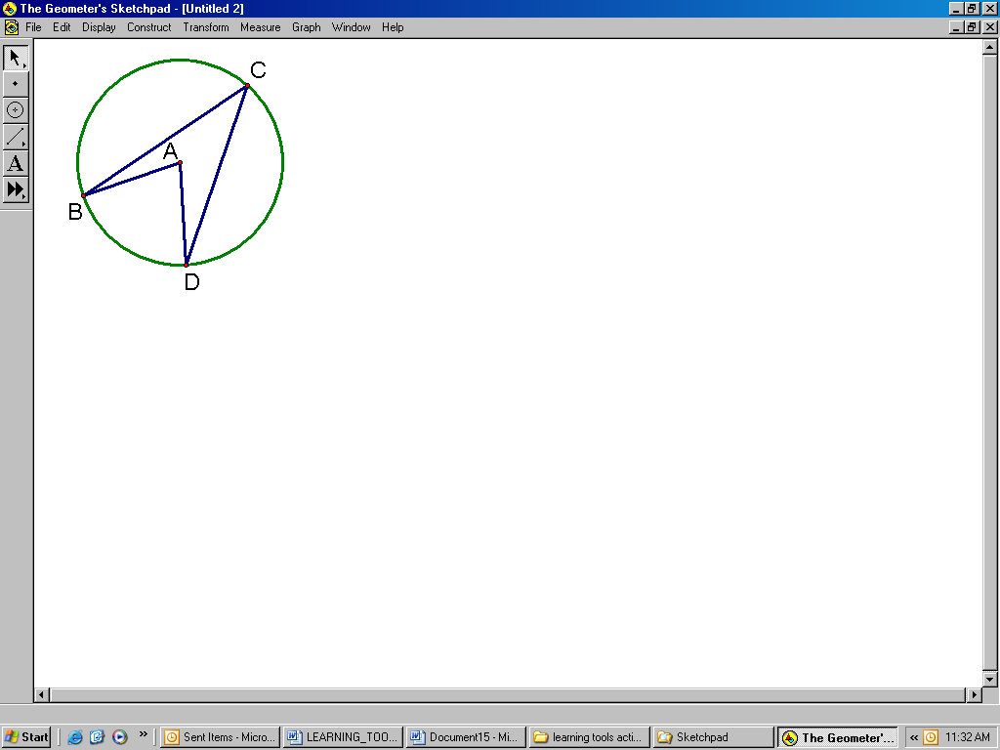 The Geometer's Sketchpad - [Untitled 2]
File Edit Display Construct Transform Measure Graph Window Help
A
C
A
B
D
Start » Sent Items - Micro... LEARNING_TOO... Document15 - Mi... learning tools acti... Sketchpad The Geometer'... « 11:32 AM